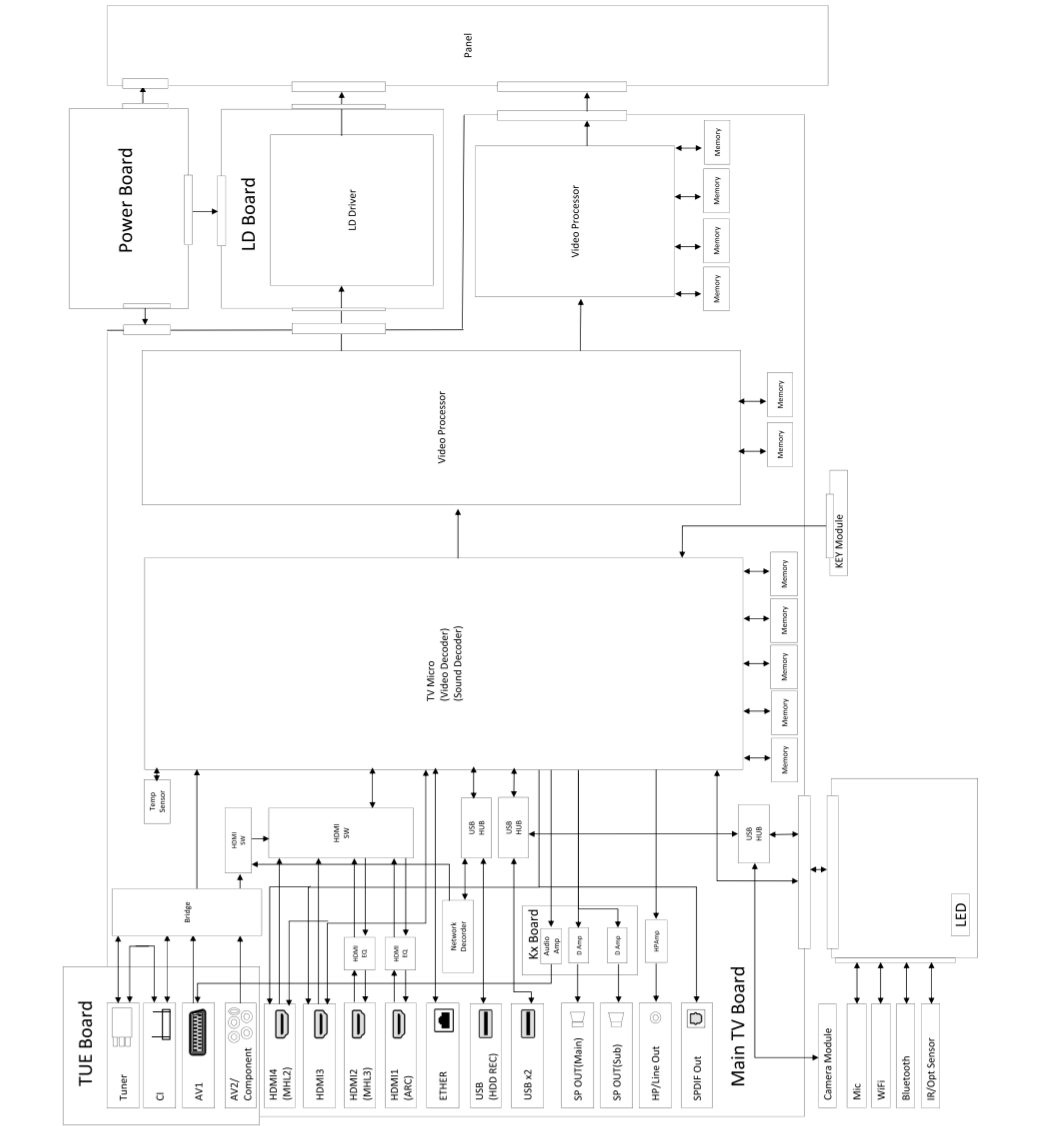 Panel
Power Board
LD Board
LD Driver
Video Processor
Memory
Memory
Memory
Memory
Video Processor
Memory
Memory
KEY Module
TV Micro
(Video Decoder)
(Sound Decoder)
Memory
Memory
Memory
Memory
Memory
Temp
Sensor
HDMI
SW
HDMI
SW
USB
HUB
USB
HUB
USB
HUB
Bridge
Network
Decorder
HDMI
EQ
HDMI
EQ
Kx Board
Audio
Amp
D Amp
D Amp
HPAmp
LED
TUE Board
Main TV Board
Tuner
CI
AV1
AV2/
Component
HDMI4
(MHL2)
HDMI3
HDMI2
(MHL3)
HDMI1
(ARC)
ETHER
USB
(HDD REC)
USB x2
SP OUT(Main)
SP OUT(Sub)
HP/Line Out
SPDIF Out
Camera Module
Mic
WiFi
Bluetooth
IR/Opt Sensor